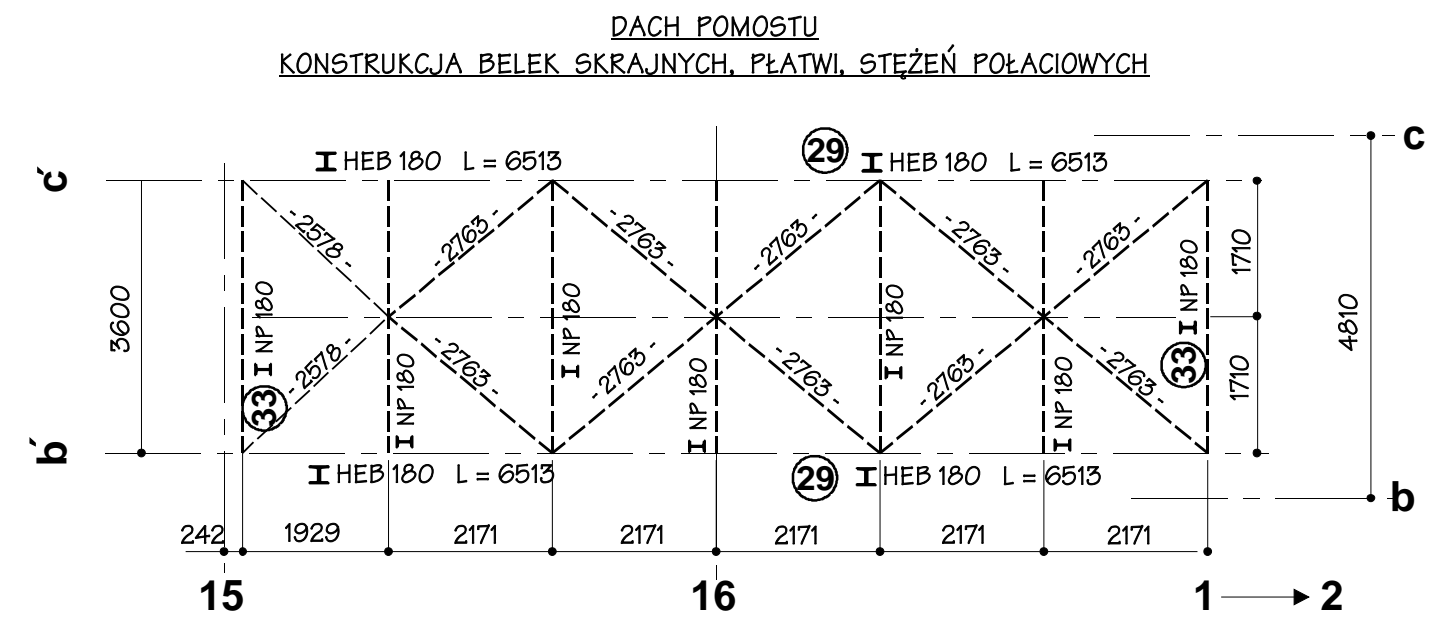 DACH POMOSTU
KONSTRUKCJA BELEK SKRAJNYCH, PŁATWI, STĘŻEŃ POŁACIOWYCH
c
ć
HEB 180 L = 6513
29
HEB 180 L = 6513
- 2578 -
- 2763 -
- 2763 -
- 2763 -
- 2763 -
- 2763 -
1710
3600
NP 180
NP 180
NP 180
NP 180
4810
- 2578 -
- 2763 -
- 2763 -
- 2763 -
- 2763 -
- 2763 -
1710
33
NP 180
NP 180
NP 180
33
b́
HEB 180 L = 6513
29
HEB 180 L = 6513
b
242
1929
2171
2171
2171
2171
2171
15
16
1
2